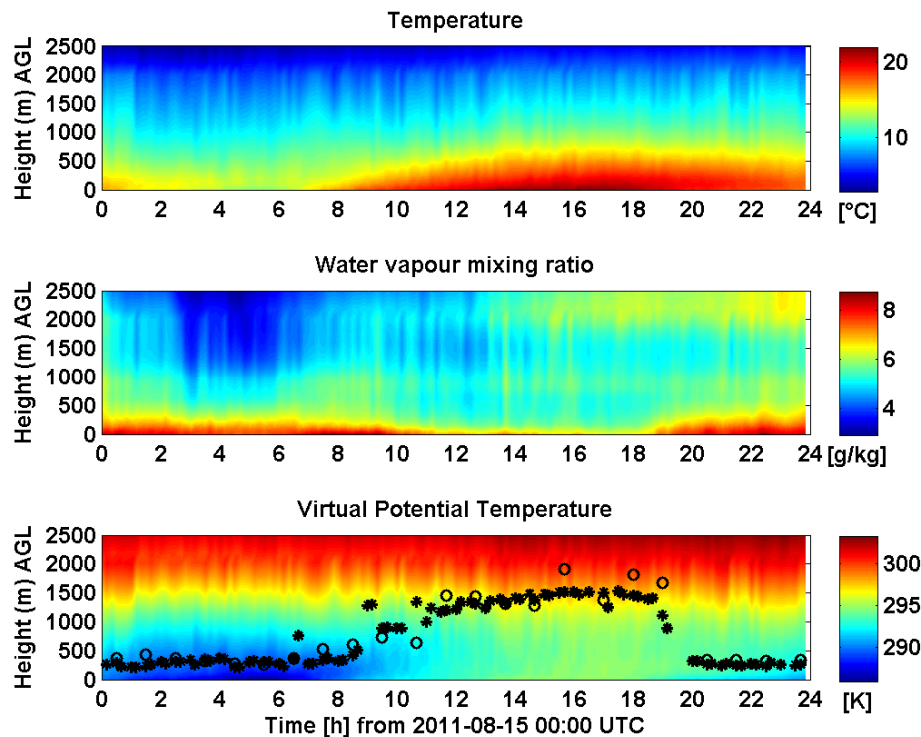 Temperature
Height (m) AGL
2500
2000
1500
1000
500
0
0 2 4 6 8 10 12 14 16 18 20 22 24
20
10
[°C]
Water vapour mixing ratio
Height (m) AGL
2500
2000
1500
1000
500
0
0 2 4 6 8 10 12 14 16 18 20 22 24
8
6
4
[g/kg]
Virtual Potential Temperature
Height (m) AGL
2500
2000
1500
1000
500
0
0 2 4 6 8 10 12 14 16 18 20 22 24
Time [h] from 2011-08-15 00:00 UTC
300
295
290
[K]